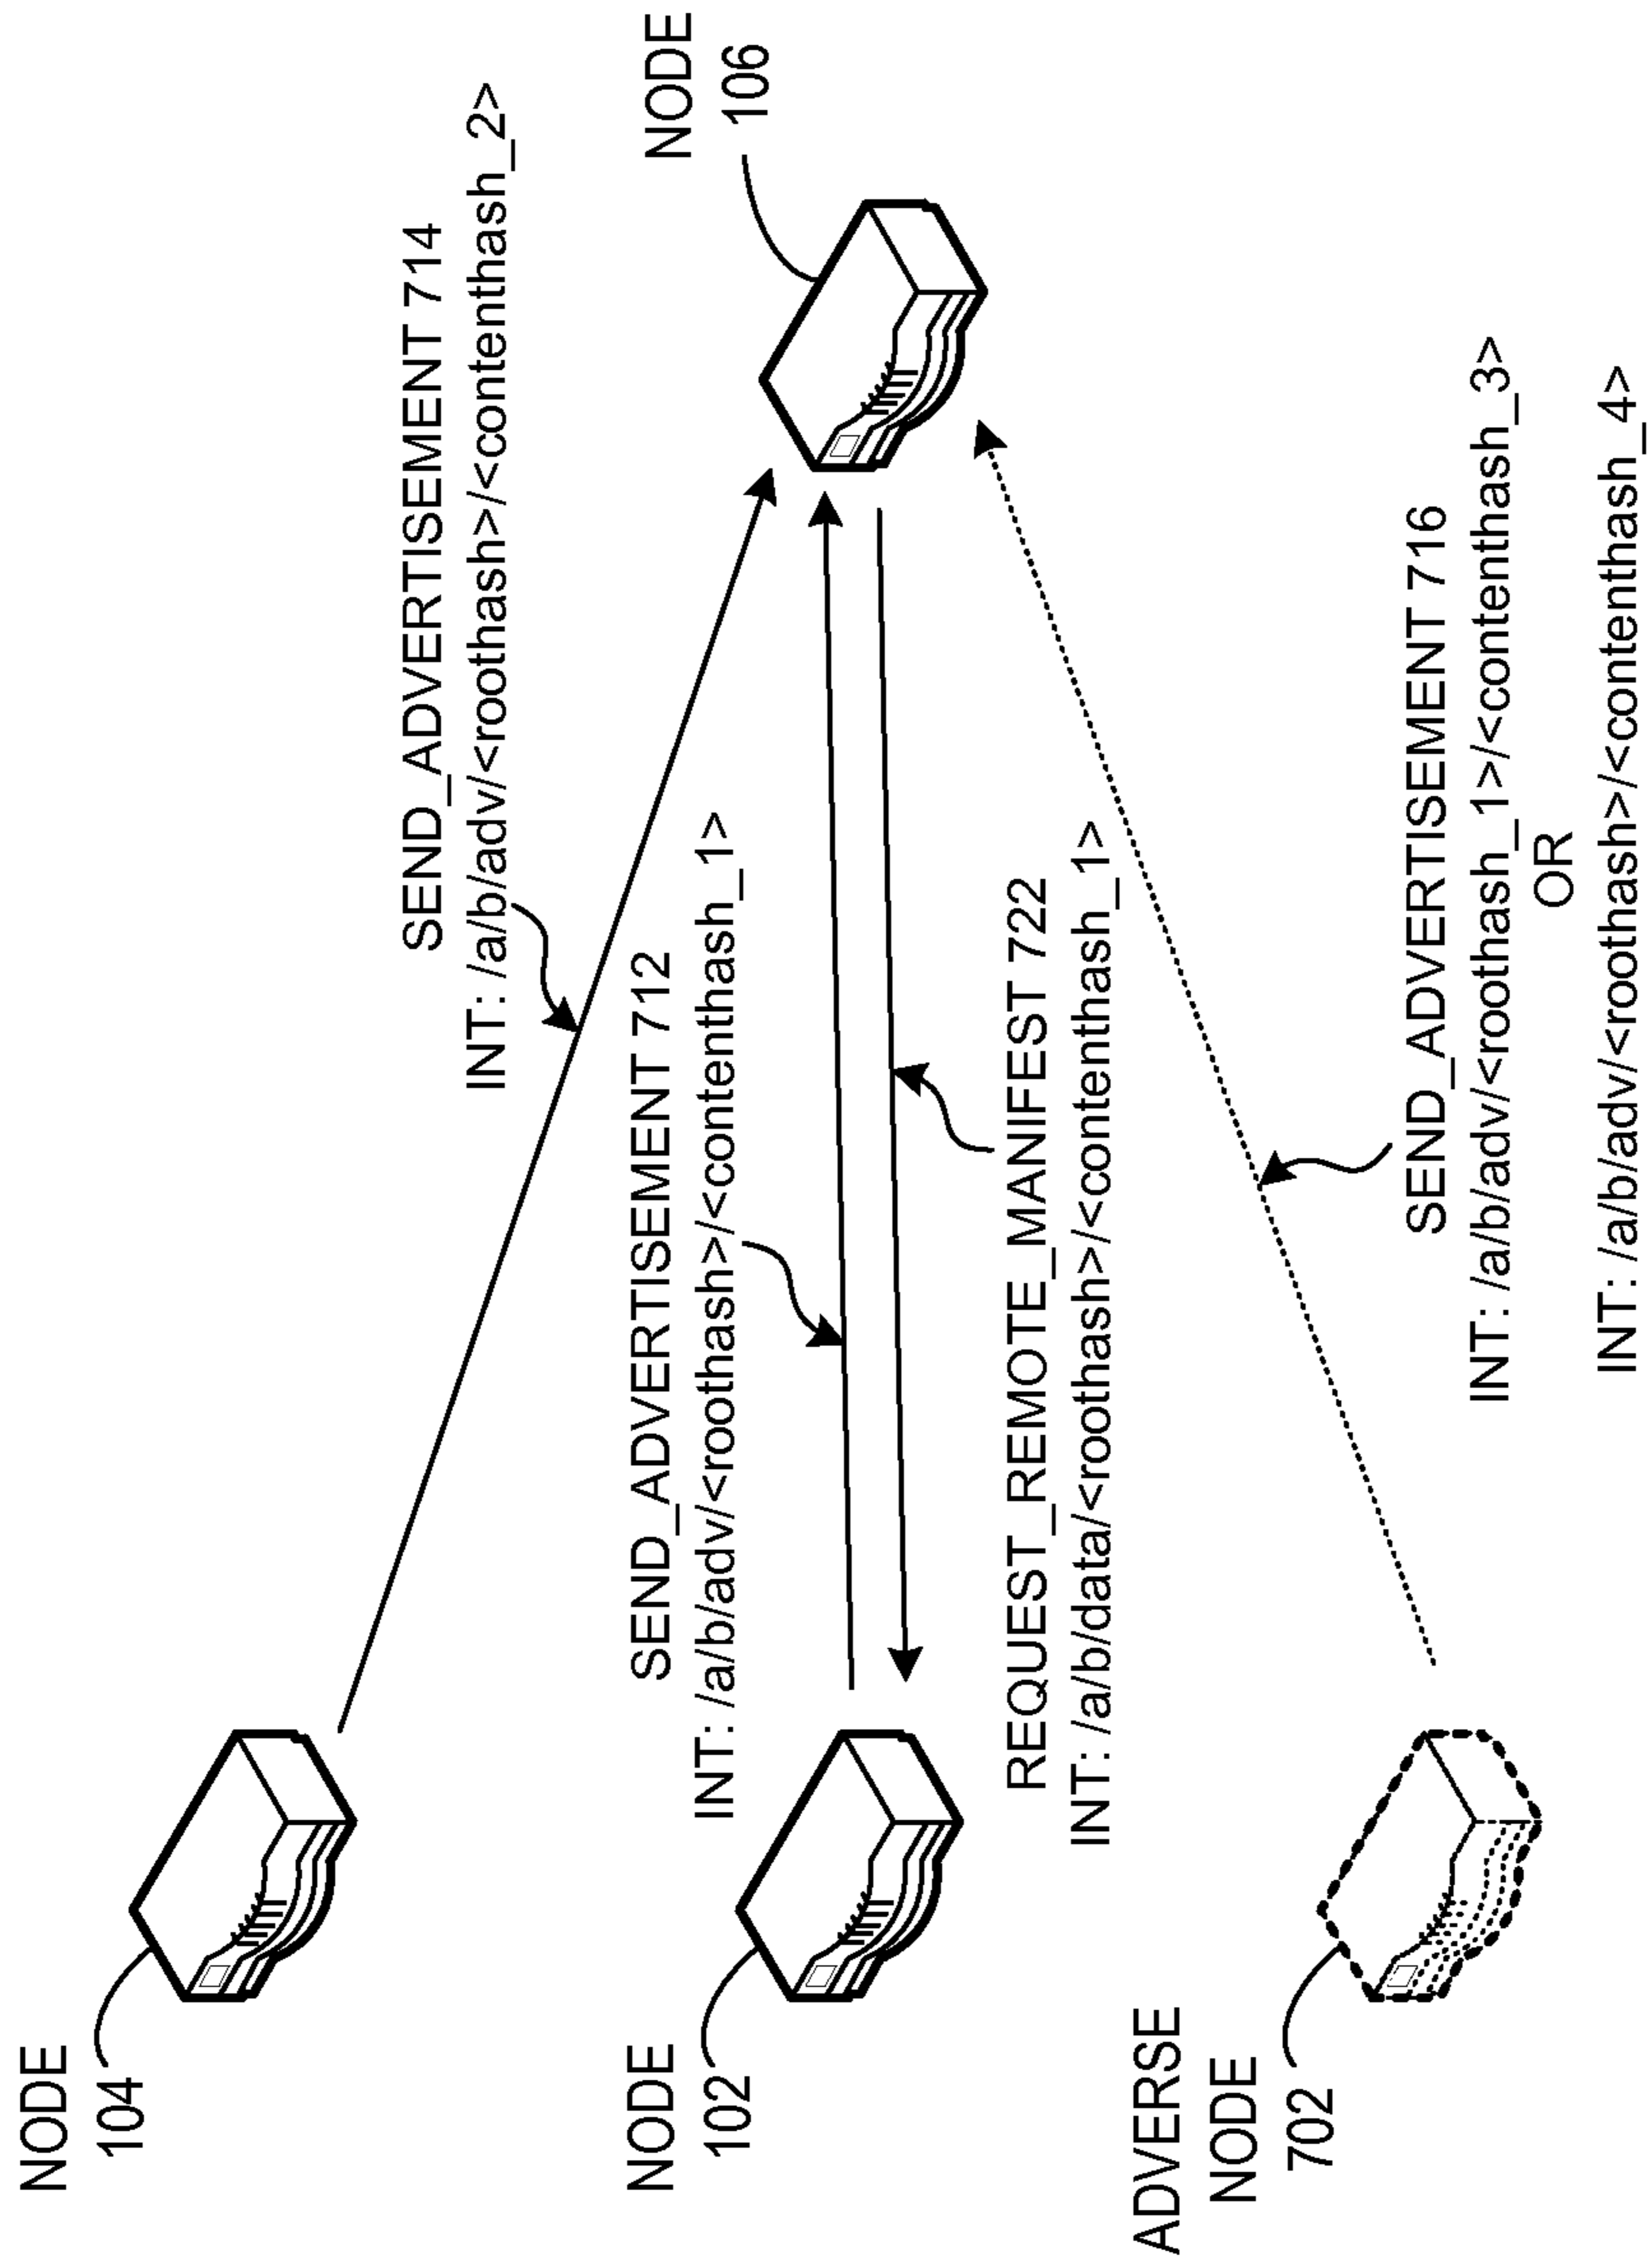 NODE
104
SEND_ADVERTISEMENT 714
INT: /a/b/adv/<roothash>/<contenthash_2>
NODE
106
NODE
102
SEND_ADVERTISEMENT 712
INT: /a/b/adv/<roothash>/<contenthash_1>
REQUEST_REMOTE_MANIFEST 722
INT: /a/b/data/<roothash>/<contenthash_1>
ADVERSE
NODE
702
SEND_ADVERTISEMENT 716
INT: /a/b/adv/<roothash_1>/<contenthash_3>
OR
INT: /a/b/adv/<roothash>/<contenthash_4>